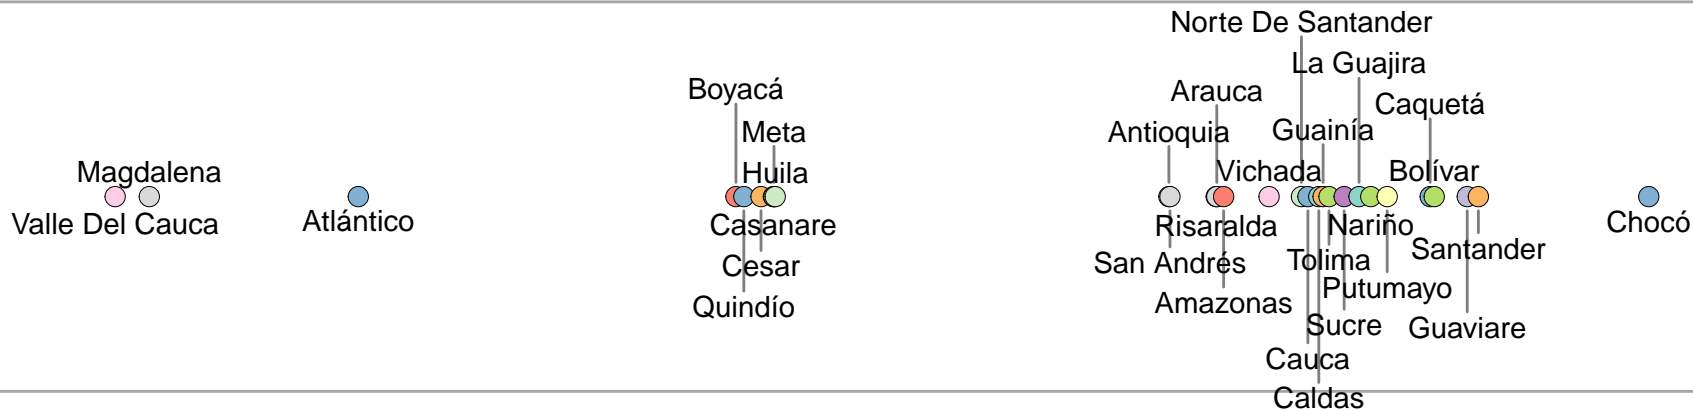 Norte De Santander
La Guajira
Boyacá
Arauca
Caquetá
Meta
Antioquia
Guainía
Magdalena
Huila
Vichada
Bolívar
Valle Del Cauca
Atlántico
Casanare
Risaralda
Nariño
Chocó
Santander
Cesar
San Andrés
Tolima
Putumayo
Quindío
Amazonas
Sucre
Guaviare
Cauca
Caldas